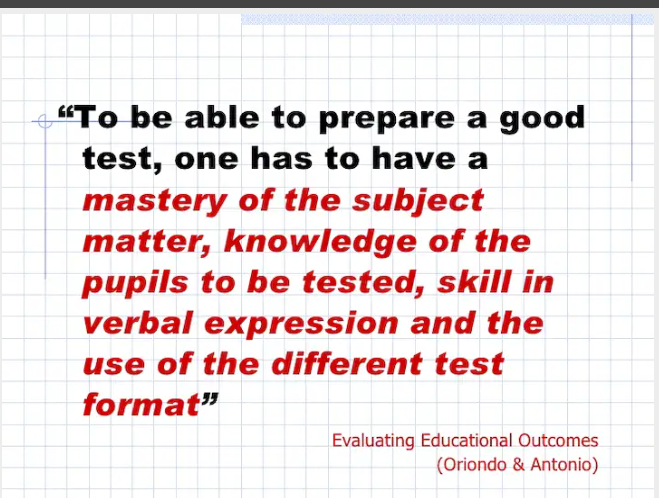 “To be able to prepare a good
test, one has to have a
mastery of the subject
matter, knowledge of the
pupils to be tested, skill in
verbal expression and the
use of the different test
format”
Evaluating Educational Outcomes
(Oriondo & Antonio)